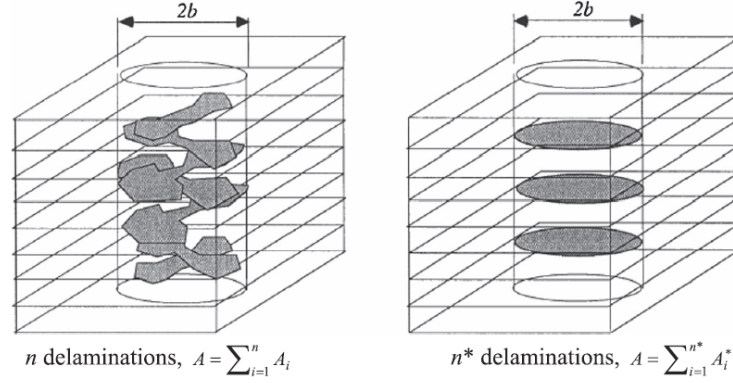 2b 2b
n delaminations, A = ∑_{i=1}^{n} A_i n* delaminations, A = ∑_{i=1}^{n*} A_i^*